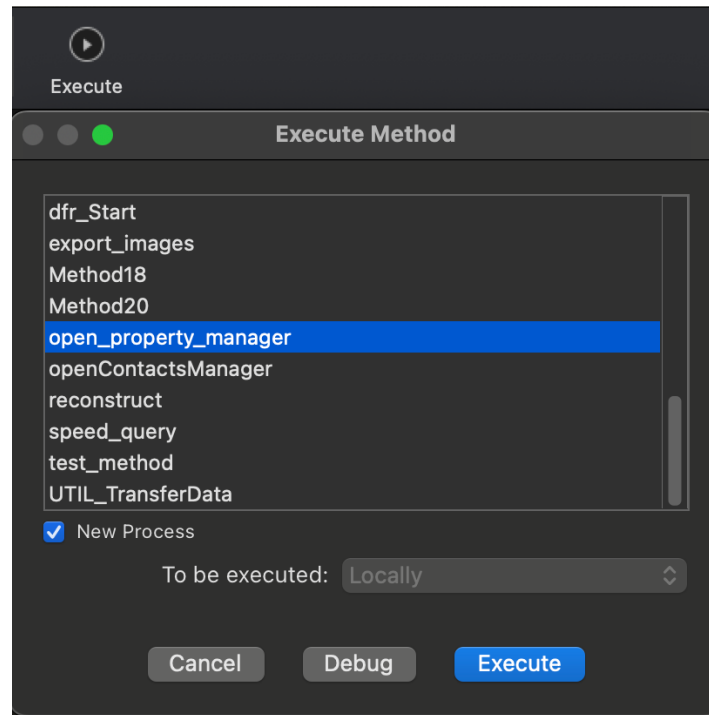 Execute
Execute Method
dfr_Start
export_images
Method18
Method20
open_property_manager
openContactsManager
reconstruct
speed_query
test_method
UTIL_TransferData
New Process
To be executed: Locally
Cancel Debug Execute